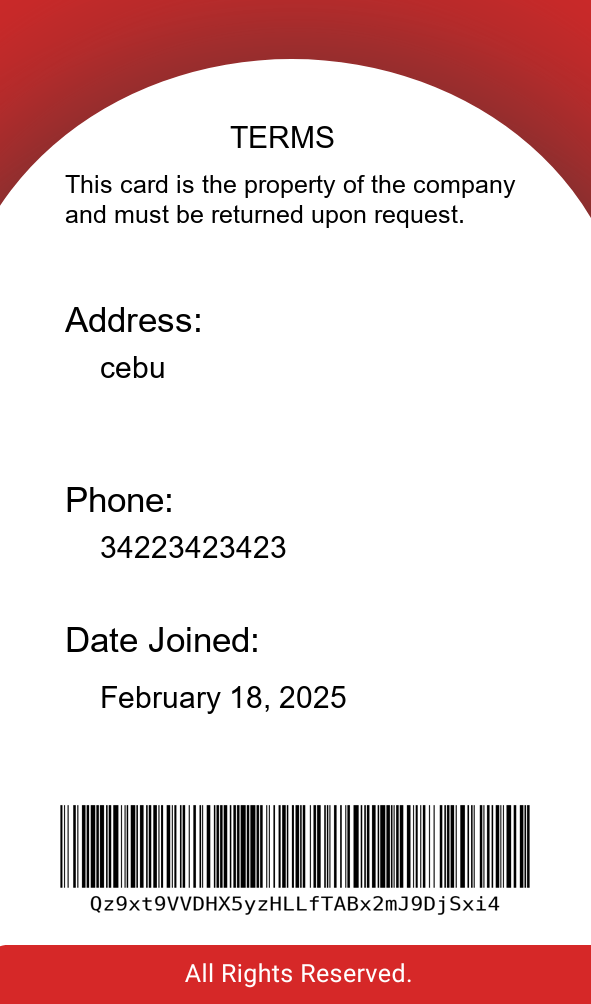 TERMS
This card is the property of the company
and must be returned upon request.
Address:
cebu
Phone:
34223423423
Date Joined:
February 18, 2025
Qz9xt9VVDHX5yzHLLfTABx2mJ9DjSxi4
All Rights Reserved.